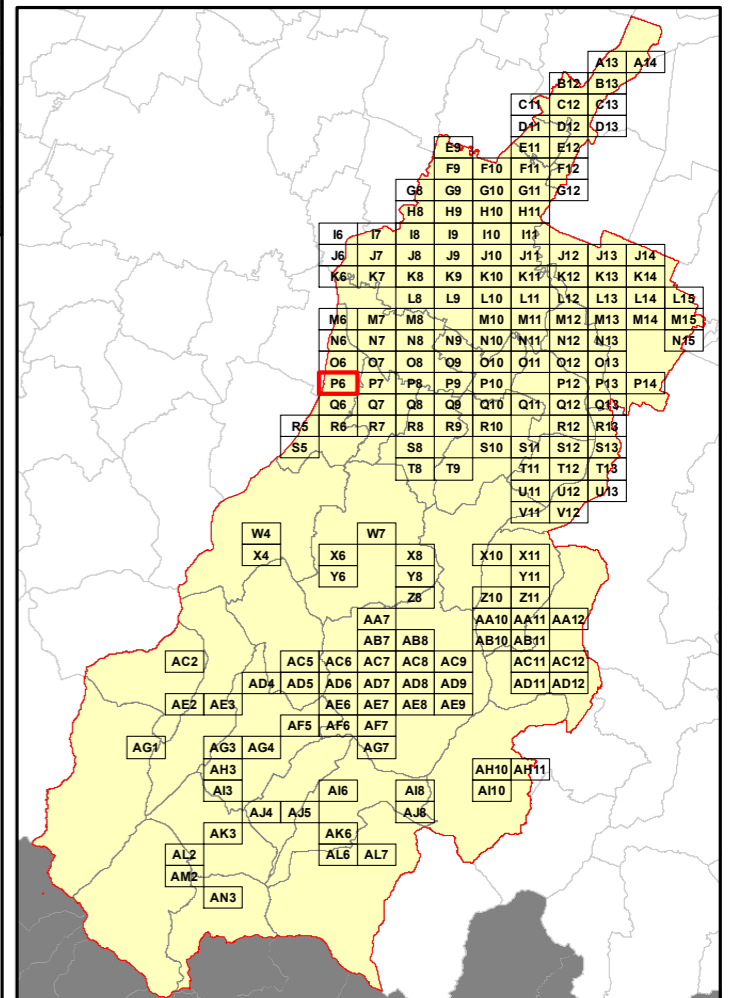 A13 A14
B12 B13
C11 C12 C13
D11 D12 D13
E9 E11 E12
F9 F10 F11 F12
G8 G9 G10 G11 G12
H8 H9 H10 H11
I6 I7 I8 I9 I10 I11
J6 J7 J8 J9 J10 J11 J12 J13 J14
K6 K7 K8 K9 K10 K11 K12 K13 K14
L8 L9 L10 L11 L12 L13 L14 L15
M6 M7 M8 M10 M11 M12 M13 M14 M15
N6 N7 N8 N9 N10 N11 N12 N13 N15
O6 O7 O8 O9 O10 O11 O12 O13
P6 P7 P8 P9 P10 P12 P13 P14
Q6 Q7 Q8 Q9 Q10 Q11 Q12 Q13
R5 R6 R7 R8 R9 R10 R12 R13
S5 S8 S10 S11 S12 S13
T8 T9 T11 T12 T13
U11 U12 U13
V11 V12
W4 W7
X4 X6 X8 X10 X11
Y6 Y8 Y11
Z8 Z10 Z11
AA7 AA10 AA11 AA12
AB7 AB8 AB10 AB11
AC2 AC5 AC6 AC7 AC8 AC9 AC11 AC12
AD4 AD5 AD6 AD7 AD8 AD9 AD11 AD12
AE2 AE3 AE6 AE7 AE8 AE9
AF5 AF6 AF7
AG1 AG3 AG4 AG7
AH3 AH10 AH11
AI3 AI6 AI8 AI10
AJ4 AJ5 AJ8
AK3 AK6
AL2 AL6 AL7
AM2
AN3